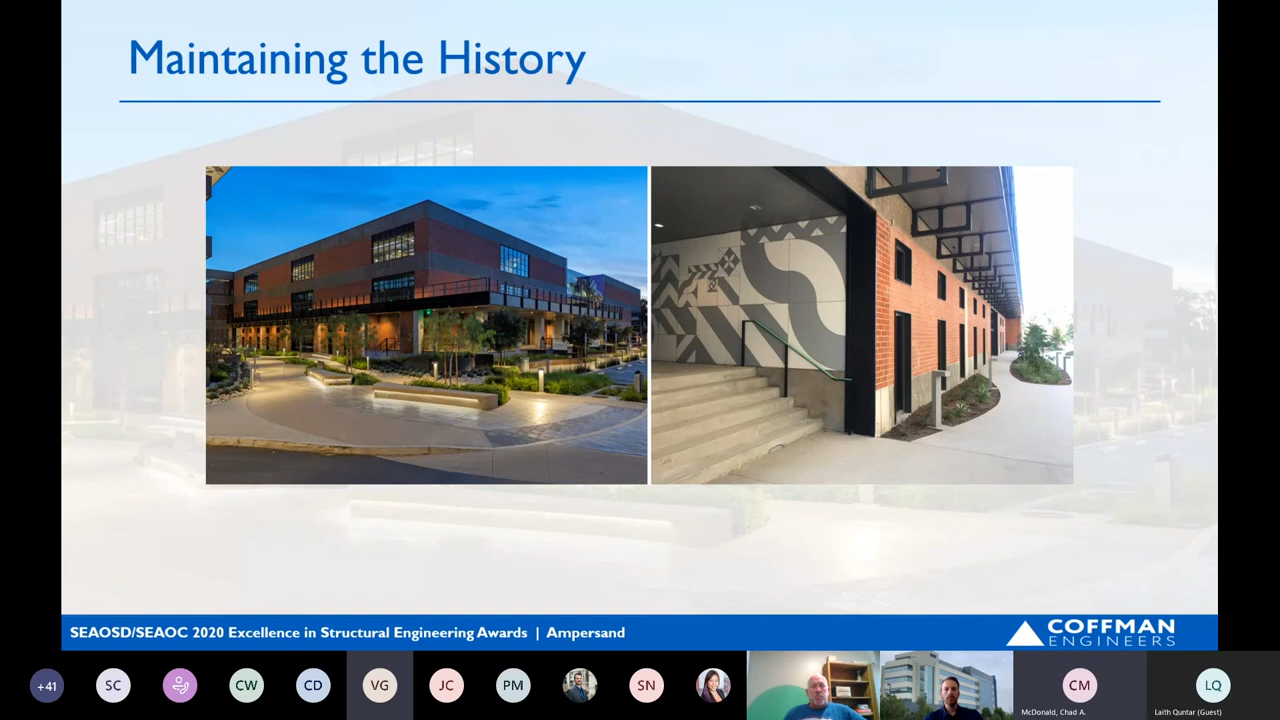 Maintaining the History
SEAOSD/SEAOC 2020 Excellence in Structural Engineering Awards | Ampersand
COFFMAN
ENGINEERS
+41
SC
CW
CD
VG
JC
PM
SN
CM
McDonald, Chad A.
LQ
Laith Quntar (Guest)